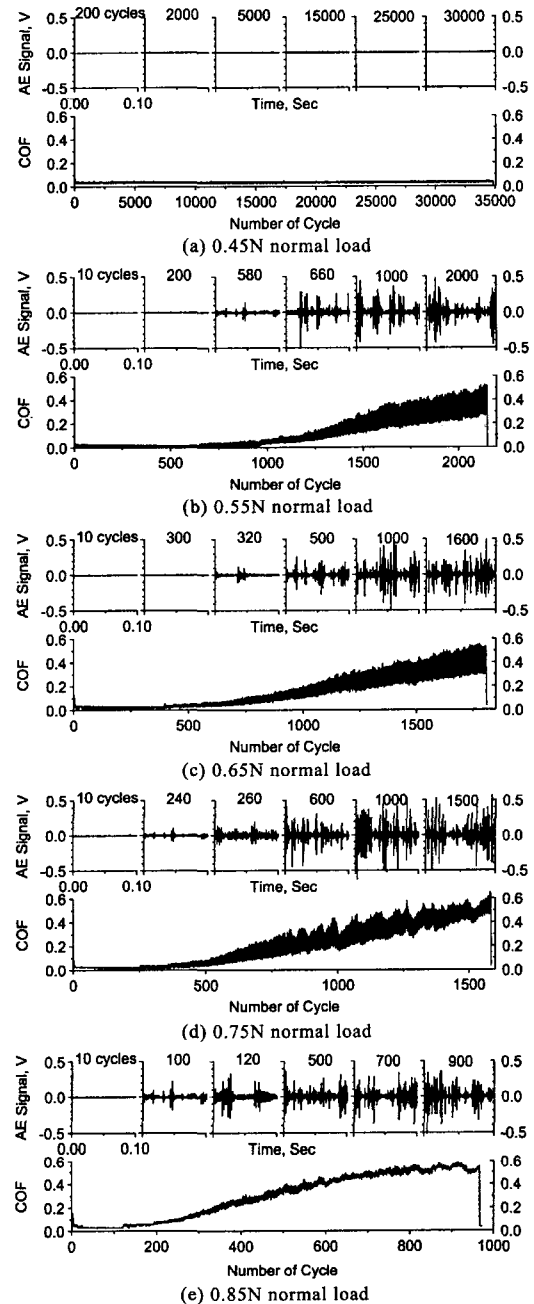 200 cycles 2000 5000 15000 25000 30000
0.5 0.5
AE Signal, V 0.0 0.0
-0.5 -0.5
0.00 0.10 Time, Sec
0.6 0.6
0.4 0.4
COF 0.2 0.2
0.0 0.0
0 5000 10000 15000 20000 25000 30000 35000
Number of Cycle
(a) 0.45N normal load
10 cycles 200 580 660 1000 2000
0.5 0.5
AE Signal, V 0.0 0.0
-0.5 -0.5
0.00 0.10 Time, Sec
0.6 0.6
0.4 0.4
COF 0.2 0.2
0.0 0.0
0 500 1000 1500 2000
Number of Cycle
(b) 0.55N normal load
10 cycles 300 320 500 1000 1600
0.5 0.5
AE Signal, V 0.0 0.0
-0.5 -0.5
0.00 0.10 Time, Sec
0.6 0.6
0.4 0.4
COF 0.2 0.2
0.0 0.0
0 500 1000 1500
Number of Cycle
(c) 0.65N normal load
10 cycles 240 260 600 1000 1500
0.5 0.5
AE Signal, V 0.0 0.0
-0.5 -0.5
0.00 0.10 Time, Sec
0.6 0.6
0.4 0.4
COF 0.2 0.2
0.0 0.0
0 500 1000 1500
Number of Cycle
(d) 0.75N normal load
10 cycles 100 120 500 700 900
0.5 0.5
AE Signal, V 0.0 0.0
-0.5 -0.5
0.00 0.10 Time, Sec
0.6 0.6
0.4 0.4
COF 0.2 0.2
0.0 0.0
0 200 400 600 800 1000
Number of Cycle
(e) 0.85N normal load